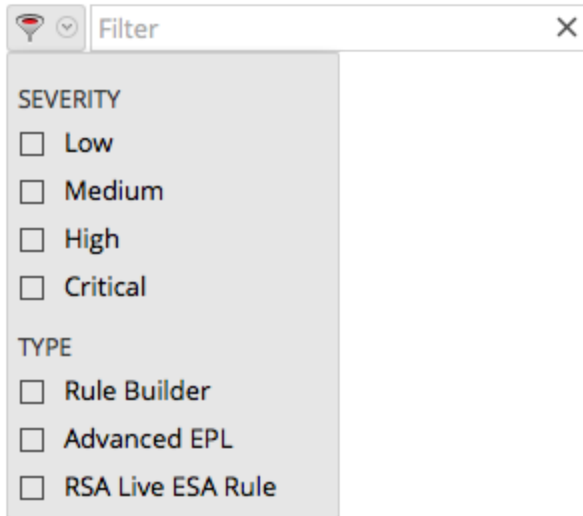 Filter
SEVERITY
Low
Medium
High
Critical
TYPE
Rule Builder
Advanced EPL
RSA Live ESA Rule